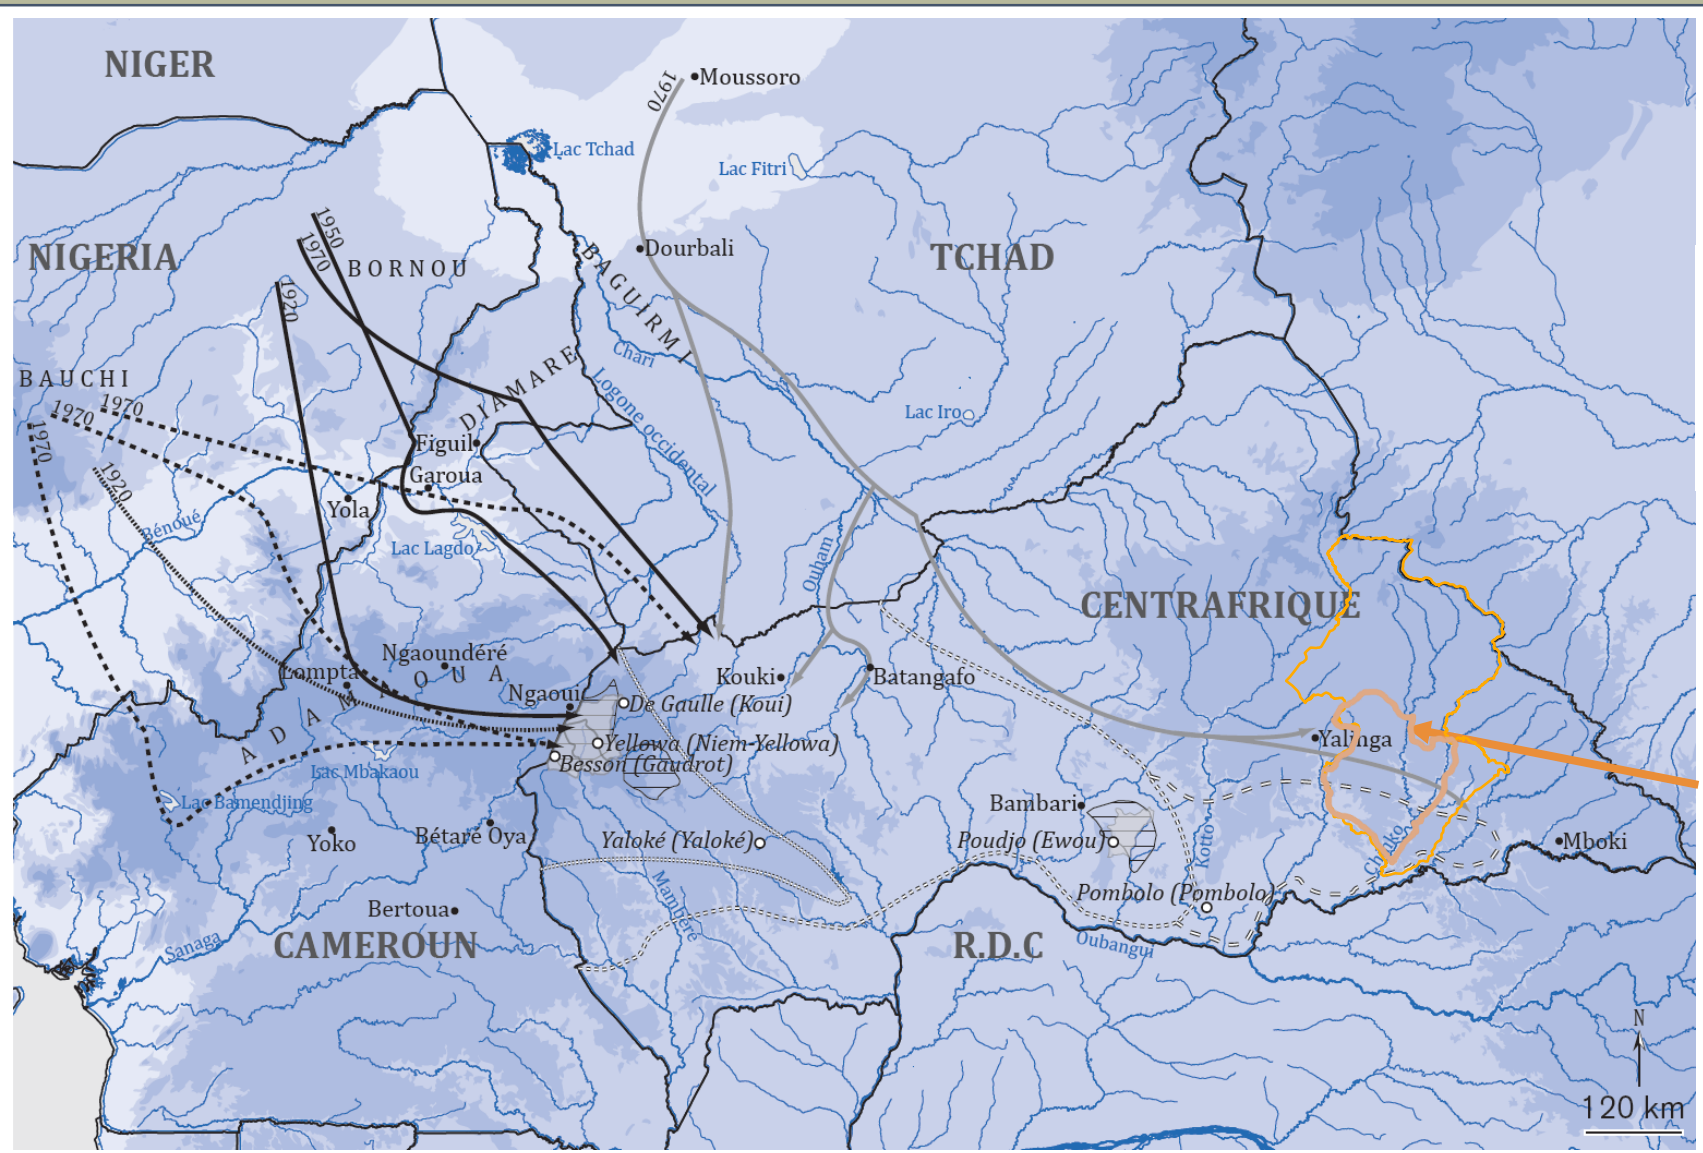 NIGER
1970
Moussoro
Lac Tchad
Lac Fitri
NIGERIA
1950
1970
BORNOU
1920
Dourbali
BAGUIRMI
TCHAD
BAUCHI
1970
1970
1970
1920
DIAMARE
Chari
Logone occidental
Lac Iro
Figuil
Garoua
Yola
Bénoué
Lac Lagdo
Ouham
CENTRAFRIQUE
Ngaoundéré
Lompta
ADAMAOUA
Ngaoui
Kouki
Batangafo
De Gaulle (Koui)
Yellowa (Niem-Yellowa)
Besson (Gaudrot)
Yalinga
Lac Mbakaou
Lac Bamendjing
Yoko
Bétaré Oya
Yaloké (Yaloké)
Bambari
Poudjo (Ewou)
Kotto
Mboki
Pombolo (Pombolo)
Mambéré
Bertoua
Sanaga
CAMEROUN
R.D.C
Oubangui
N
120 km